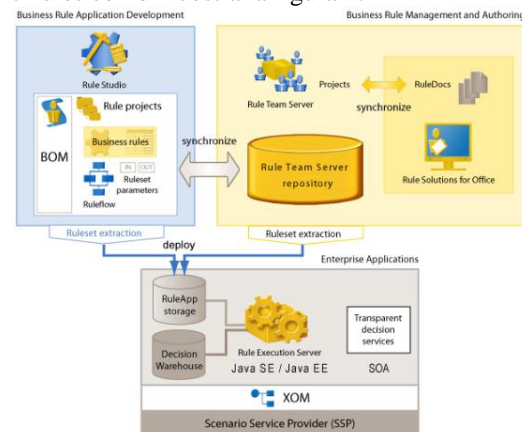 Business Rule Application Development
Business Rule Management and Authoring
Rule Studio
BOM
Rule projects
Business rules
IN OUT
Ruleset
parameters
Ruleflow
synchronize
Rule Team Server
Projects
RuleDocs
synchronize
Rule Team Server
repository
Rule Solutions for Office
Ruleset extraction
Ruleset extraction
deploy
Enterprise Applications
RuleApp
storage
Decision
Warehouse
Rule Execution Server
Java SE / Java EE
Transparent
decision
services
SOA
XOM
Scenario Service Provider (SSP)